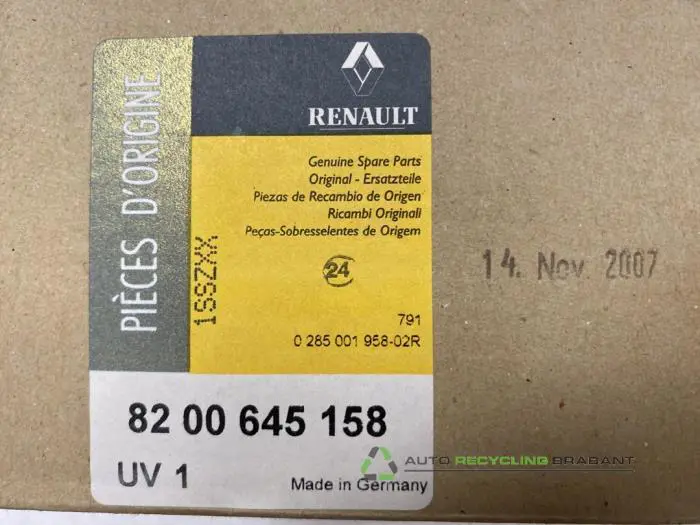 PIÈCES D'ORIGINE
RENAULT
Genuine Spare Parts
Original - Ersatzteile
Piezas de Recambio de Origen
Ricambi Originali
Peças-Sobresselentes de Origem
1SSZXX
24
791
0 285 001 958-02R
14. Nov. 2007
82 00 645 158
UV 1
Made in Germany
AUTO RECYCLING BRABANT